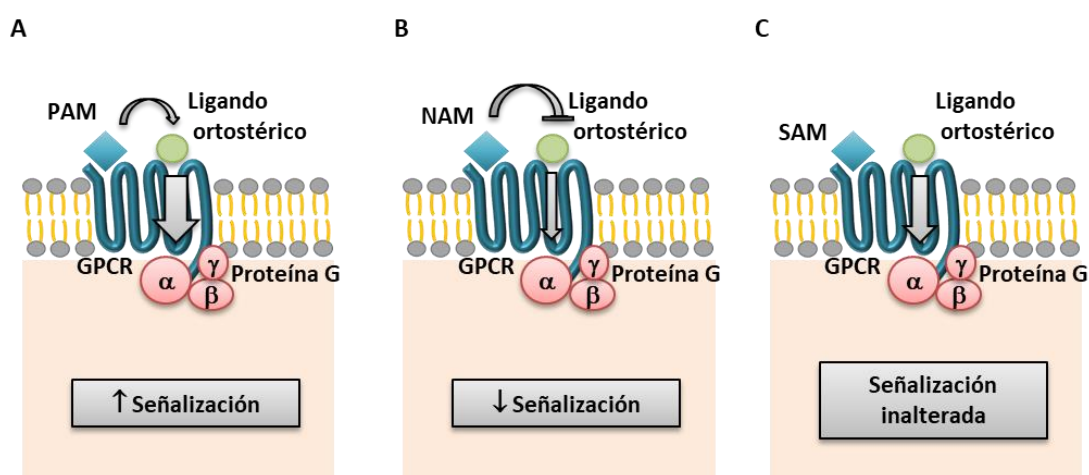 A
PAM
Ligando
ortostérico
GPCR
α
γ
β
Proteína G
↑ Señalización
B
NAM
Ligando
ortostérico
GPCR
α
γ
β
Proteína G
↓ Señalización
C
SAM
Ligando
ortostérico
GPCR
α
γ
β
Proteína G
Señalización
inalterada